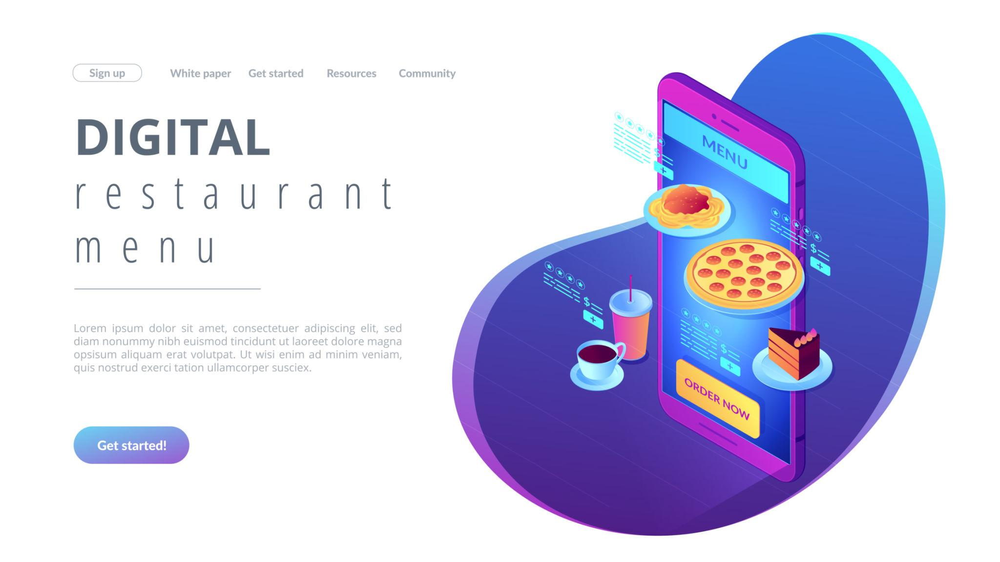 Sign up White paper Get started Resources Community
DIGITAL
restaurant
menu
Lorem ipsum dolor sit amet, consectetuer adipiscing elit, sed
diam nonummy nibh euismod tincidunt ut laoreet dolore magna
opsisum aliquam erat volutpat. Ut wisi enim ad minim veniam,
quis nostrud exerci tation ullamcorper susciex.
Get started!
MENU
$
+
$
+
$
+
$
+
ORDER NOW